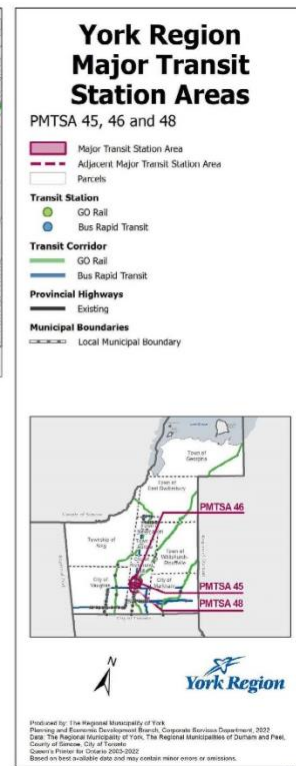 York Region
Major Transit
Station Areas
PMTSA 45, 46 and 48
Major Transit Station Area
Adjacent Major Transit Station Area
Parcels
Transit Station
GO Rail
Bus Rapid Transit
Transit Corridor
GO Rail
Bus Rapid Transit
Provincial Highways
Existing
Municipal Boundaries
Local Municipal Boundary
Town of
Georgina
Town of
East Gwillimbury
PMTSA 46
Township of
King
Town of
Whitchurch-
Stouffville
City of
Vaughan
City of
Markham
PMTSA 45
PMTSA 48
York Region
Produced by: The Regional Municipality of York
Planning and Economic Development Branch, Corporate Services Department, 2022
Data: The Regional Municipality of York, The Regional Municipalities of Durham and Peel,
County of Simcoe, City of Toronto
Queen's Printer for Ontario 2003-2022
Based on best available data and may contain minor errors or omissions.